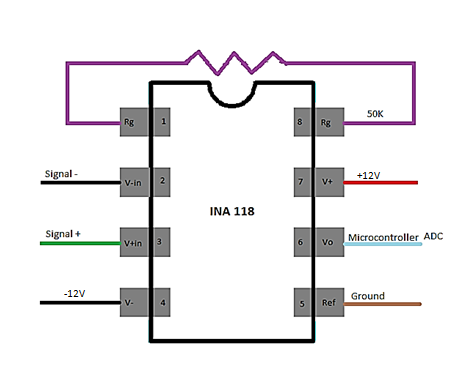 50K
Rg 1
8 Rg
Signal -
V-in 2
7 V+
+12V
INA 118
Signal +
V+in 3
6 Vo
Microcontroller ADC
-12V
V- 4
5 Ref
Ground